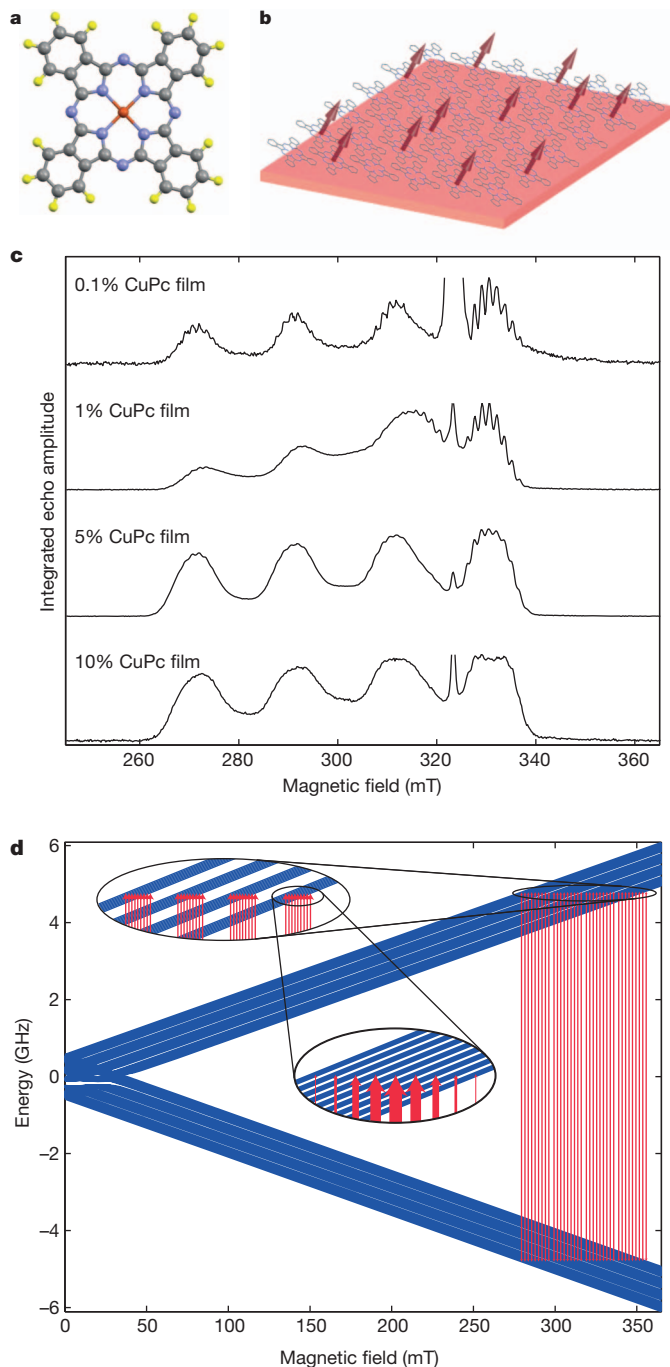 a
b
c
0.1% CuPc film
1% CuPc film
5% CuPc film
10% CuPc film
Integrated echo amplitude
260 280 300 320 340 360
Magnetic field (mT)
d
6
4
2
0
−2
−4
−6
Energy (GHz)
0 50 100 150 200 250 300 350
Magnetic field (mT)